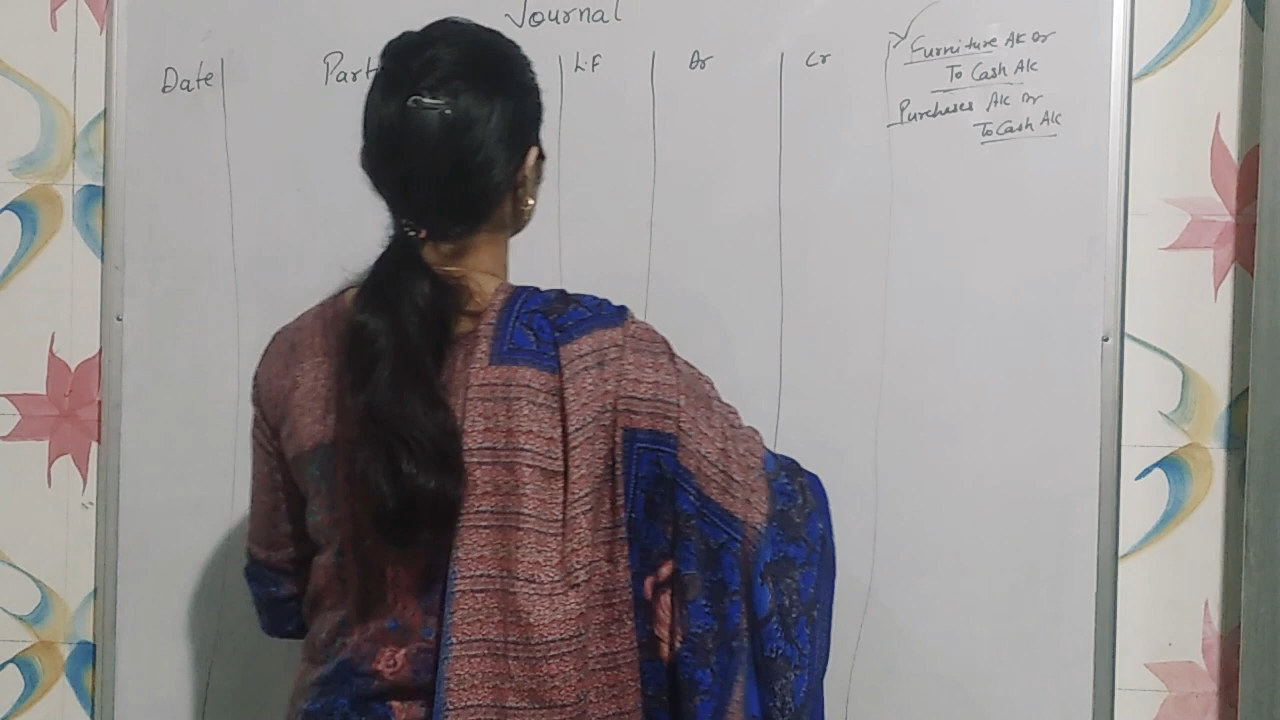 Journal
Date Part L.F Dr Cr
Furniture A/c Dr
To Cash A/c
Purchases A/c Dr
To Cash A/c